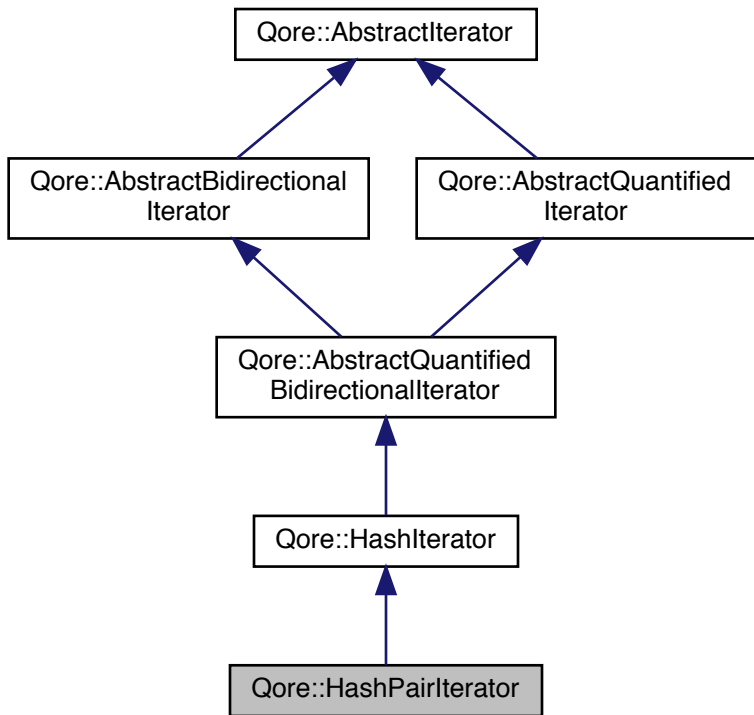 Qore::AbstractIterator
Qore::AbstractBidirectional
Iterator
Qore::AbstractQuantified
Iterator
Qore::AbstractQuantified
BidirectionalIterator
Qore::HashIterator
Qore::HashPairIterator